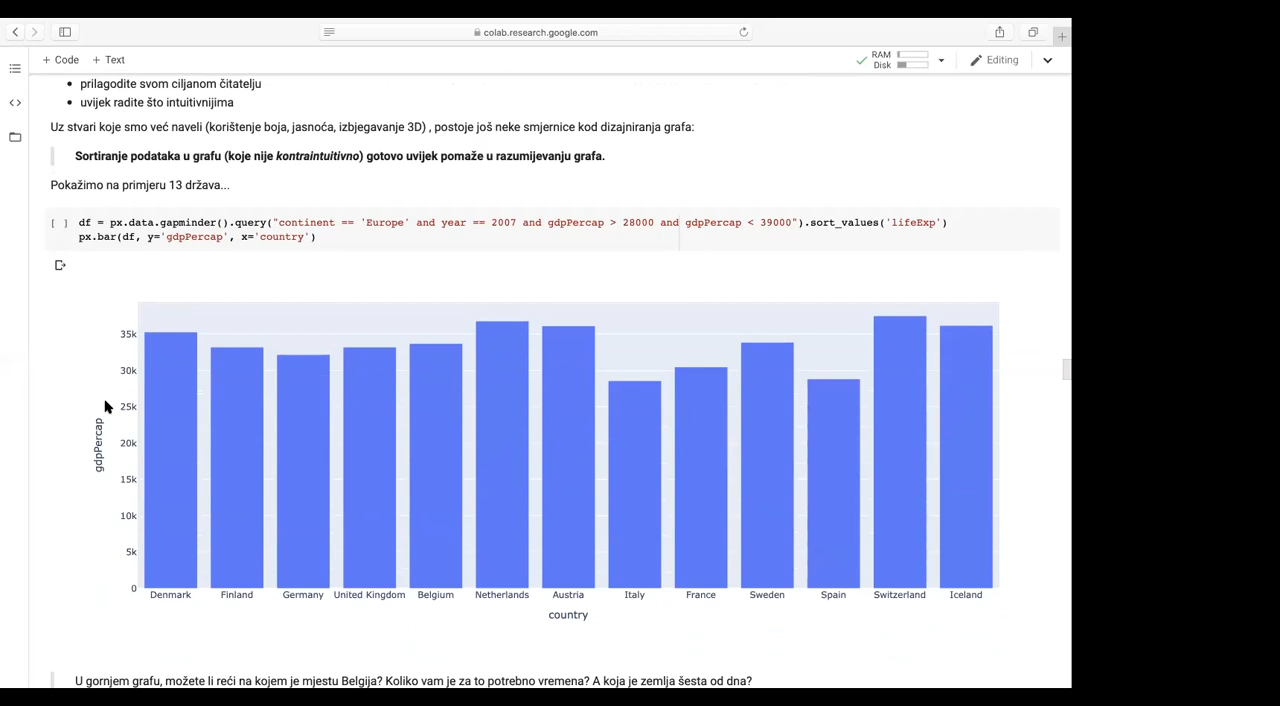 colab.research.google.com
+ Code + Text
RAM
Disk
Editing
prilagodite svom ciljanom čitatelju
uvijek radite što intuitivnijima
Uz stvari koje smo već naveli (korištenje boja, jasnoća, izbjegavanje 3D) , postoje još neke smjernice kod dizajniranja grafa:
Sortiranje podataka u grafu (koje nije kontraintuitivno) gotovo uvijek pomaže u razumijevanju grafa.
Pokažimo na primjeru 13 država...
[ ] df = px.data.gapminder().query("continent == 'Europe' and year == 2007 and gdpPercap > 28000 and gdpPercap < 39000").sort_values('lifeExp')
px.bar(df, y='gdpPercap', x='country')
35k
30k
25k
20k
15k
10k
5k
0
gdpPercap
Denmark Finland Germany United Kingdom Belgium Netherlands Austria Italy France Sweden Spain Switzerland Iceland
country
U gornjem grafu, možete li reći na kojem je mjestu Belgija? Koliko vam je za to potrebno vremena? A koja je zemlja šesta od dna?